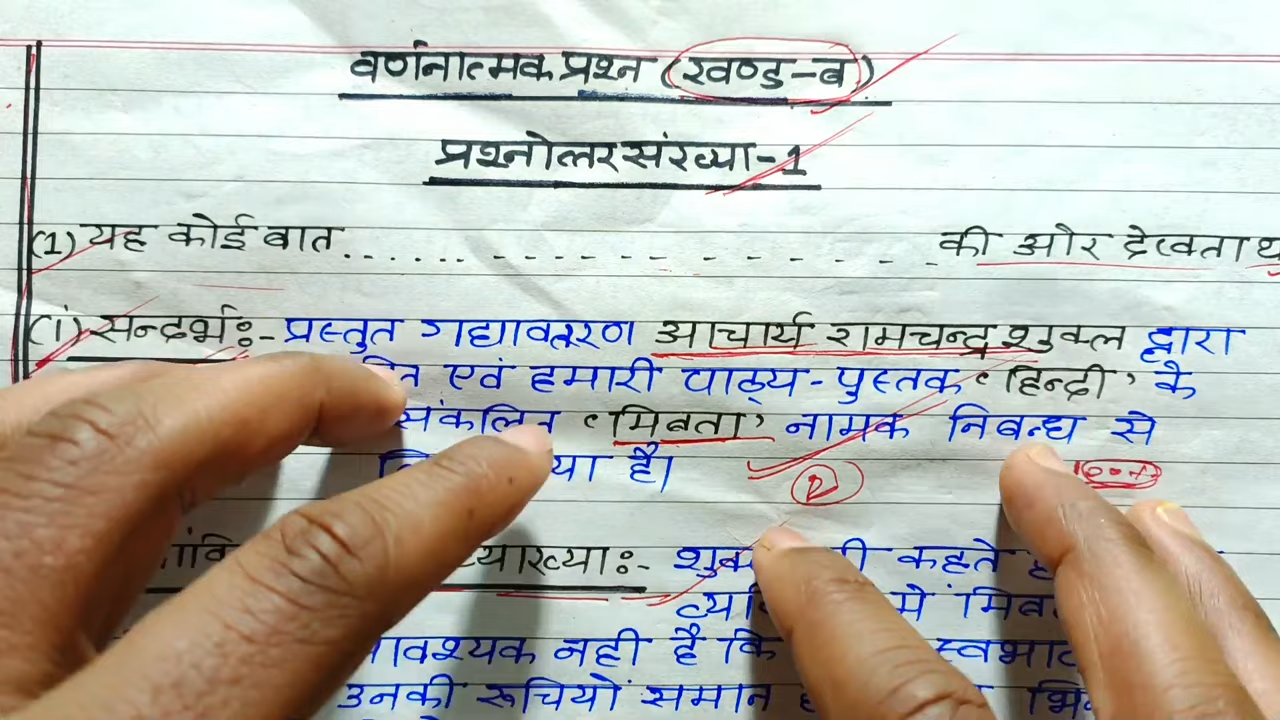 वर्णनात्मक प्रश्न (खण्ड-ब)
प्रश्नोत्तर संख्या-1
(1) यह कोई बात.................की ओर देखता
(i) सन्दर्भः- प्रस्तुत गद्यावतरण आचार्य रामचन्द्र शुक्ल द्वारा
एवं हमारी पाठ्य-पुस्तक 'हिन्दी' के
संकलित 'मित्रता' नामक निबन्ध से
है।
व्याख्याः- कहते
में
आवश्यक नहीं है कि
उनकी रूचियों समान